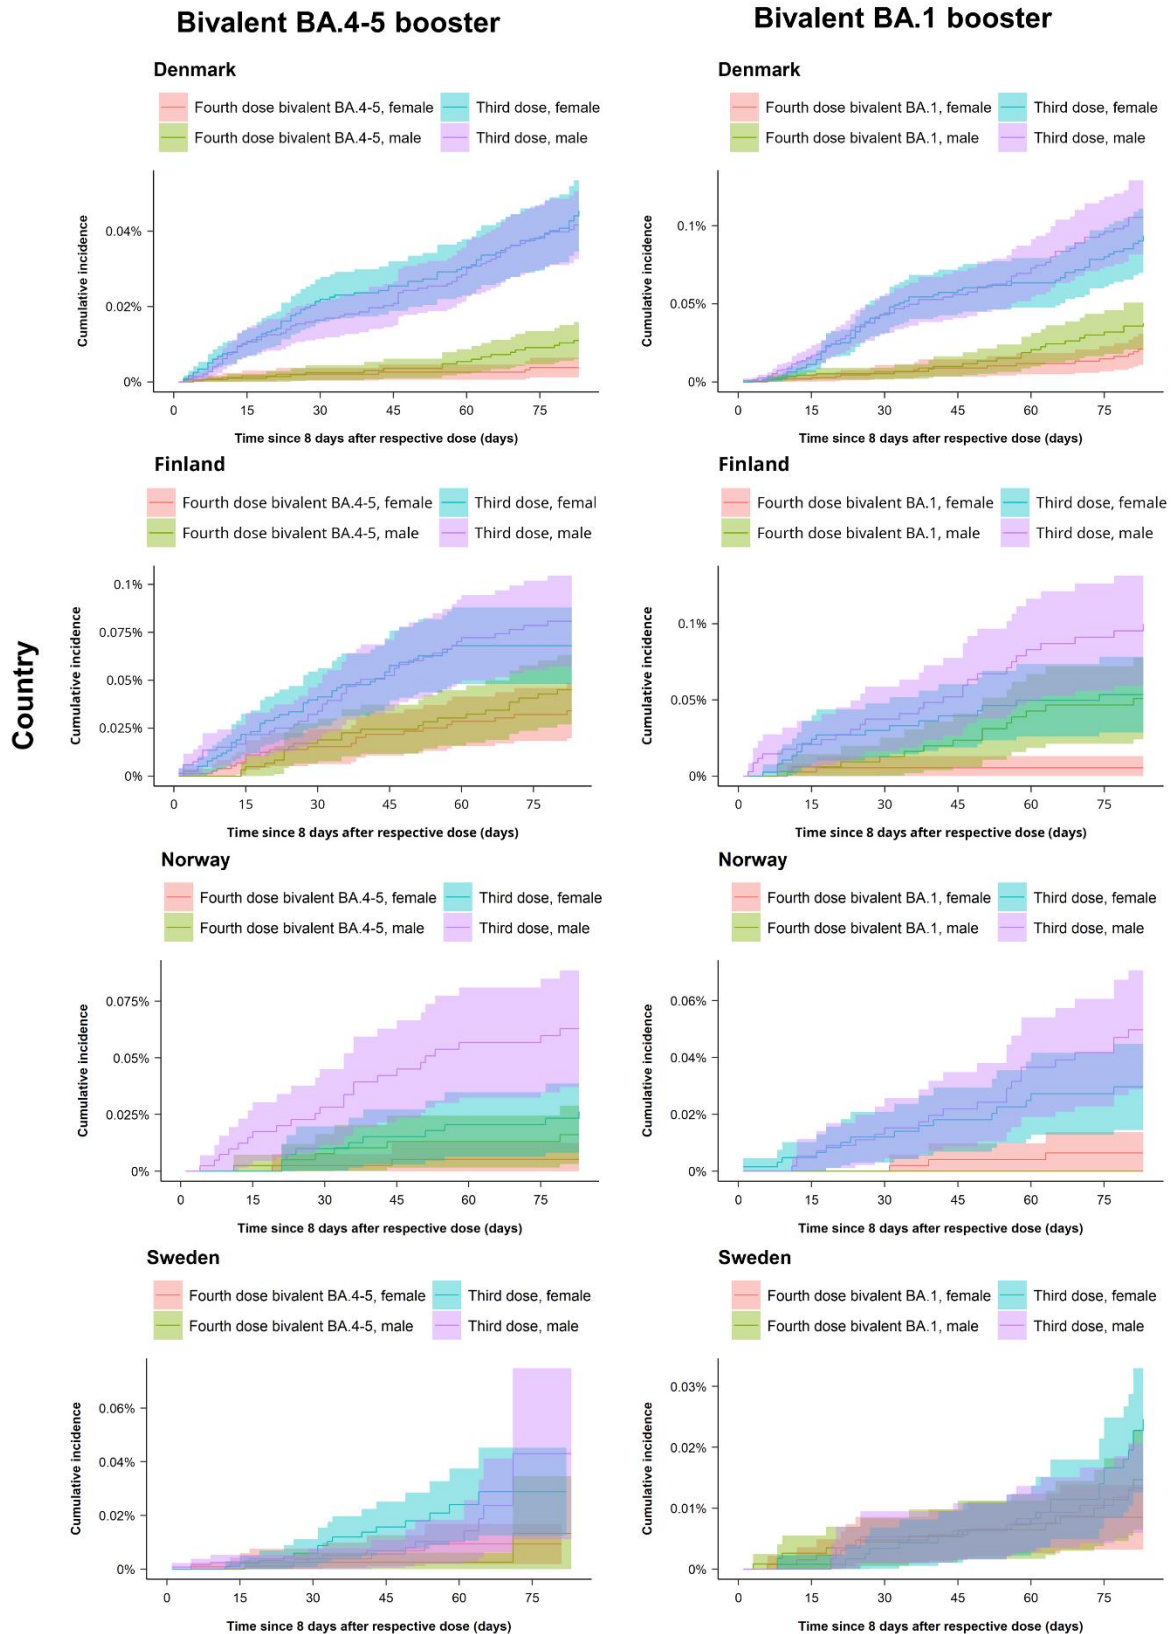 Bivalent BA.4-5 booster
Bivalent BA.1 booster
Country
Denmark
Fourth dose bivalent BA.4-5, female
Third dose, female
Fourth dose bivalent BA.4-5, male
Third dose, male
Cumulative incidence
0.04%
0.02%
0%
0 15 30 45 60 75
Time since 8 days after respective dose (days)
Denmark
Fourth dose bivalent BA.1, female
Third dose, female
Fourth dose bivalent BA.1, male
Third dose, male
Cumulative incidence
0.1%
0.05%
0%
0 15 30 45 60 75
Time since 8 days after respective dose (days)
Finland
Fourth dose bivalent BA.4-5, female
Third dose, femal
Fourth dose bivalent BA.4-5, male
Third dose, male
Cumulative incidence
0.1%
0.075%
0.05%
0.025%
0%
0 15 30 45 60 75
Time since 8 days after respective dose (days)
Finland
Fourth dose bivalent BA.1, female
Third dose, female
Fourth dose bivalent BA.1, male
Third dose, male
Cumulative incidence
0.1%
0.05%
0%
0 15 30 45 60 75
Time since 8 days after respective dose (days)
Norway
Fourth dose bivalent BA.4-5, female
Third dose, female
Fourth dose bivalent BA.4-5, male
Third dose, male
Cumulative incidence
0.075%
0.05%
0.025%
0%
0 15 30 45 60 75
Time since 8 days after respective dose (days)
Norway
Fourth dose bivalent BA.1, female
Third dose, female
Fourth dose bivalent BA.1, male
Third dose, male
Cumulative incidence
0.06%
0.04%
0.02%
0%
0 15 30 45 60 75
Time since 8 days after respective dose (days)
Sweden
Fourth dose bivalent BA.4-5, female
Third dose, female
Fourth dose bivalent BA.4-5, male
Third dose, male
Cumulative incidence
0.06%
0.04%
0.02%
0%
0 15 30 45 60 75
Time since 8 days after respective dose (days)
Sweden
Fourth dose bivalent BA.1, female
Third dose, female
Fourth dose bivalent BA.1, male
Third dose, male
Cumulative incidence
0.03%
0.02%
0.01%
0%
0 15 30 45 60 75
Time since 8 days after respective dose (days)